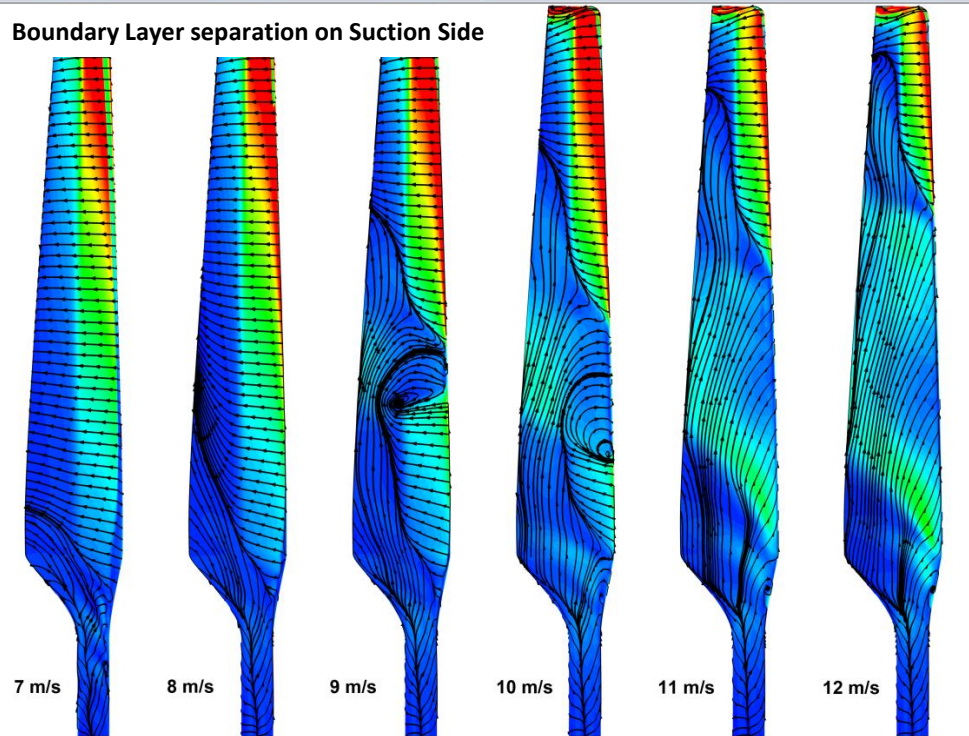 Boundary Layer separation on Suction Side
7 m/s
8 m/s
9 m/s
10 m/s
11 m/s
12 m/s